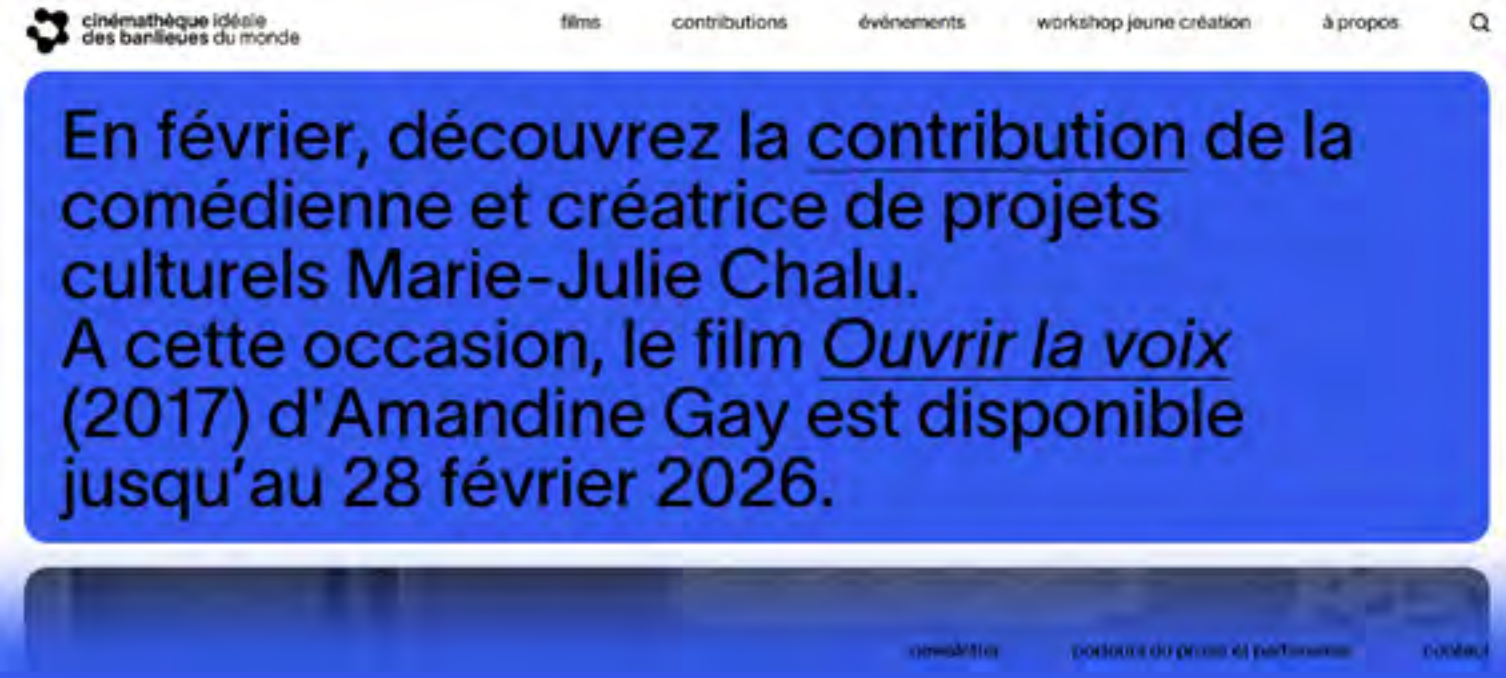 cinémathèque idéale
des banlieues du monde
films
contributions
événements
workshop jeune création
à propos
En février, découvrez la contribution de la
comédienne et créatrice de projets
culturels Marie-Julie Chalu.
A cette occasion, le film Ouvrir la voix
(2017) d'Amandine Gay est disponible
jusqu’au 28 février 2026.
newsletter
contact